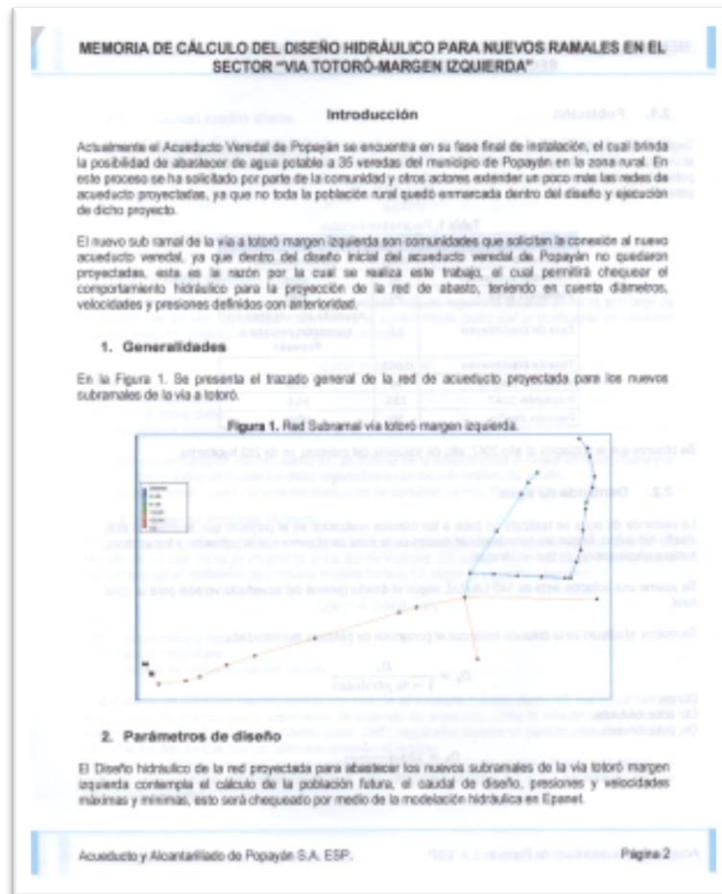 MEMORIA DE CÁLCULO DEL DISEÑO HIDRÁULICO PARA NUEVOS RAMALES EN EL
SECTOR "VIA TOTORÓ-MARGEN IZQUIERDA"
Introducción
Actualmente el Acueducto Veredal de Popayán se encuentra en su fase final de instalación, el cual brinda
la posibilidad de abastecer de agua potable a 35 veredas del municipio de Popayán en la zona rural. En
este proceso se ha solicitado por parte de la comunidad y otros actores extender un poco más las redes de
acueducto proyectadas, ya que no toda la población rural quedó enmarcada dentro del diseño y ejecución
de dicho proyecto.
El nuevo sub ramal de la vía a totoró margen izquierda son comunidades que solicitan la conexión al nuevo
acueducto veredal, ya que dentro del diseño inicial del acueducto veredal de Popayán no quedaron
proyectadas, esta es la razón por la cual se realiza este trabajo, el cual permitirá chequear el
comportamiento hidráulico para la proyección de la red de abasto, teniendo en cuenta diámetros,
velocidades y presiones definidos con anterioridad.
1. Generalidades
En la Figura 1. Se presenta el trazado general de la red de acueducto proyectada para los nuevos
subramales de la vía a totoró.
Figura 1. Red Subramal vía totoró margen izquierda.
2. Parámetros de diseño
El Diseño hidráulico de la red proyectada para abastecer los nuevos subramales de la vía totoró margen
izquierda contempla el cálculo de la población futura, el caudal de diseño, presiones y velocidades
máximas y mínimas, esto será chequeado por medio de la modelación hidráulica en Epanet.
Acueducto y Alcantarillado de Popayán S.A. ESP.
Página 2